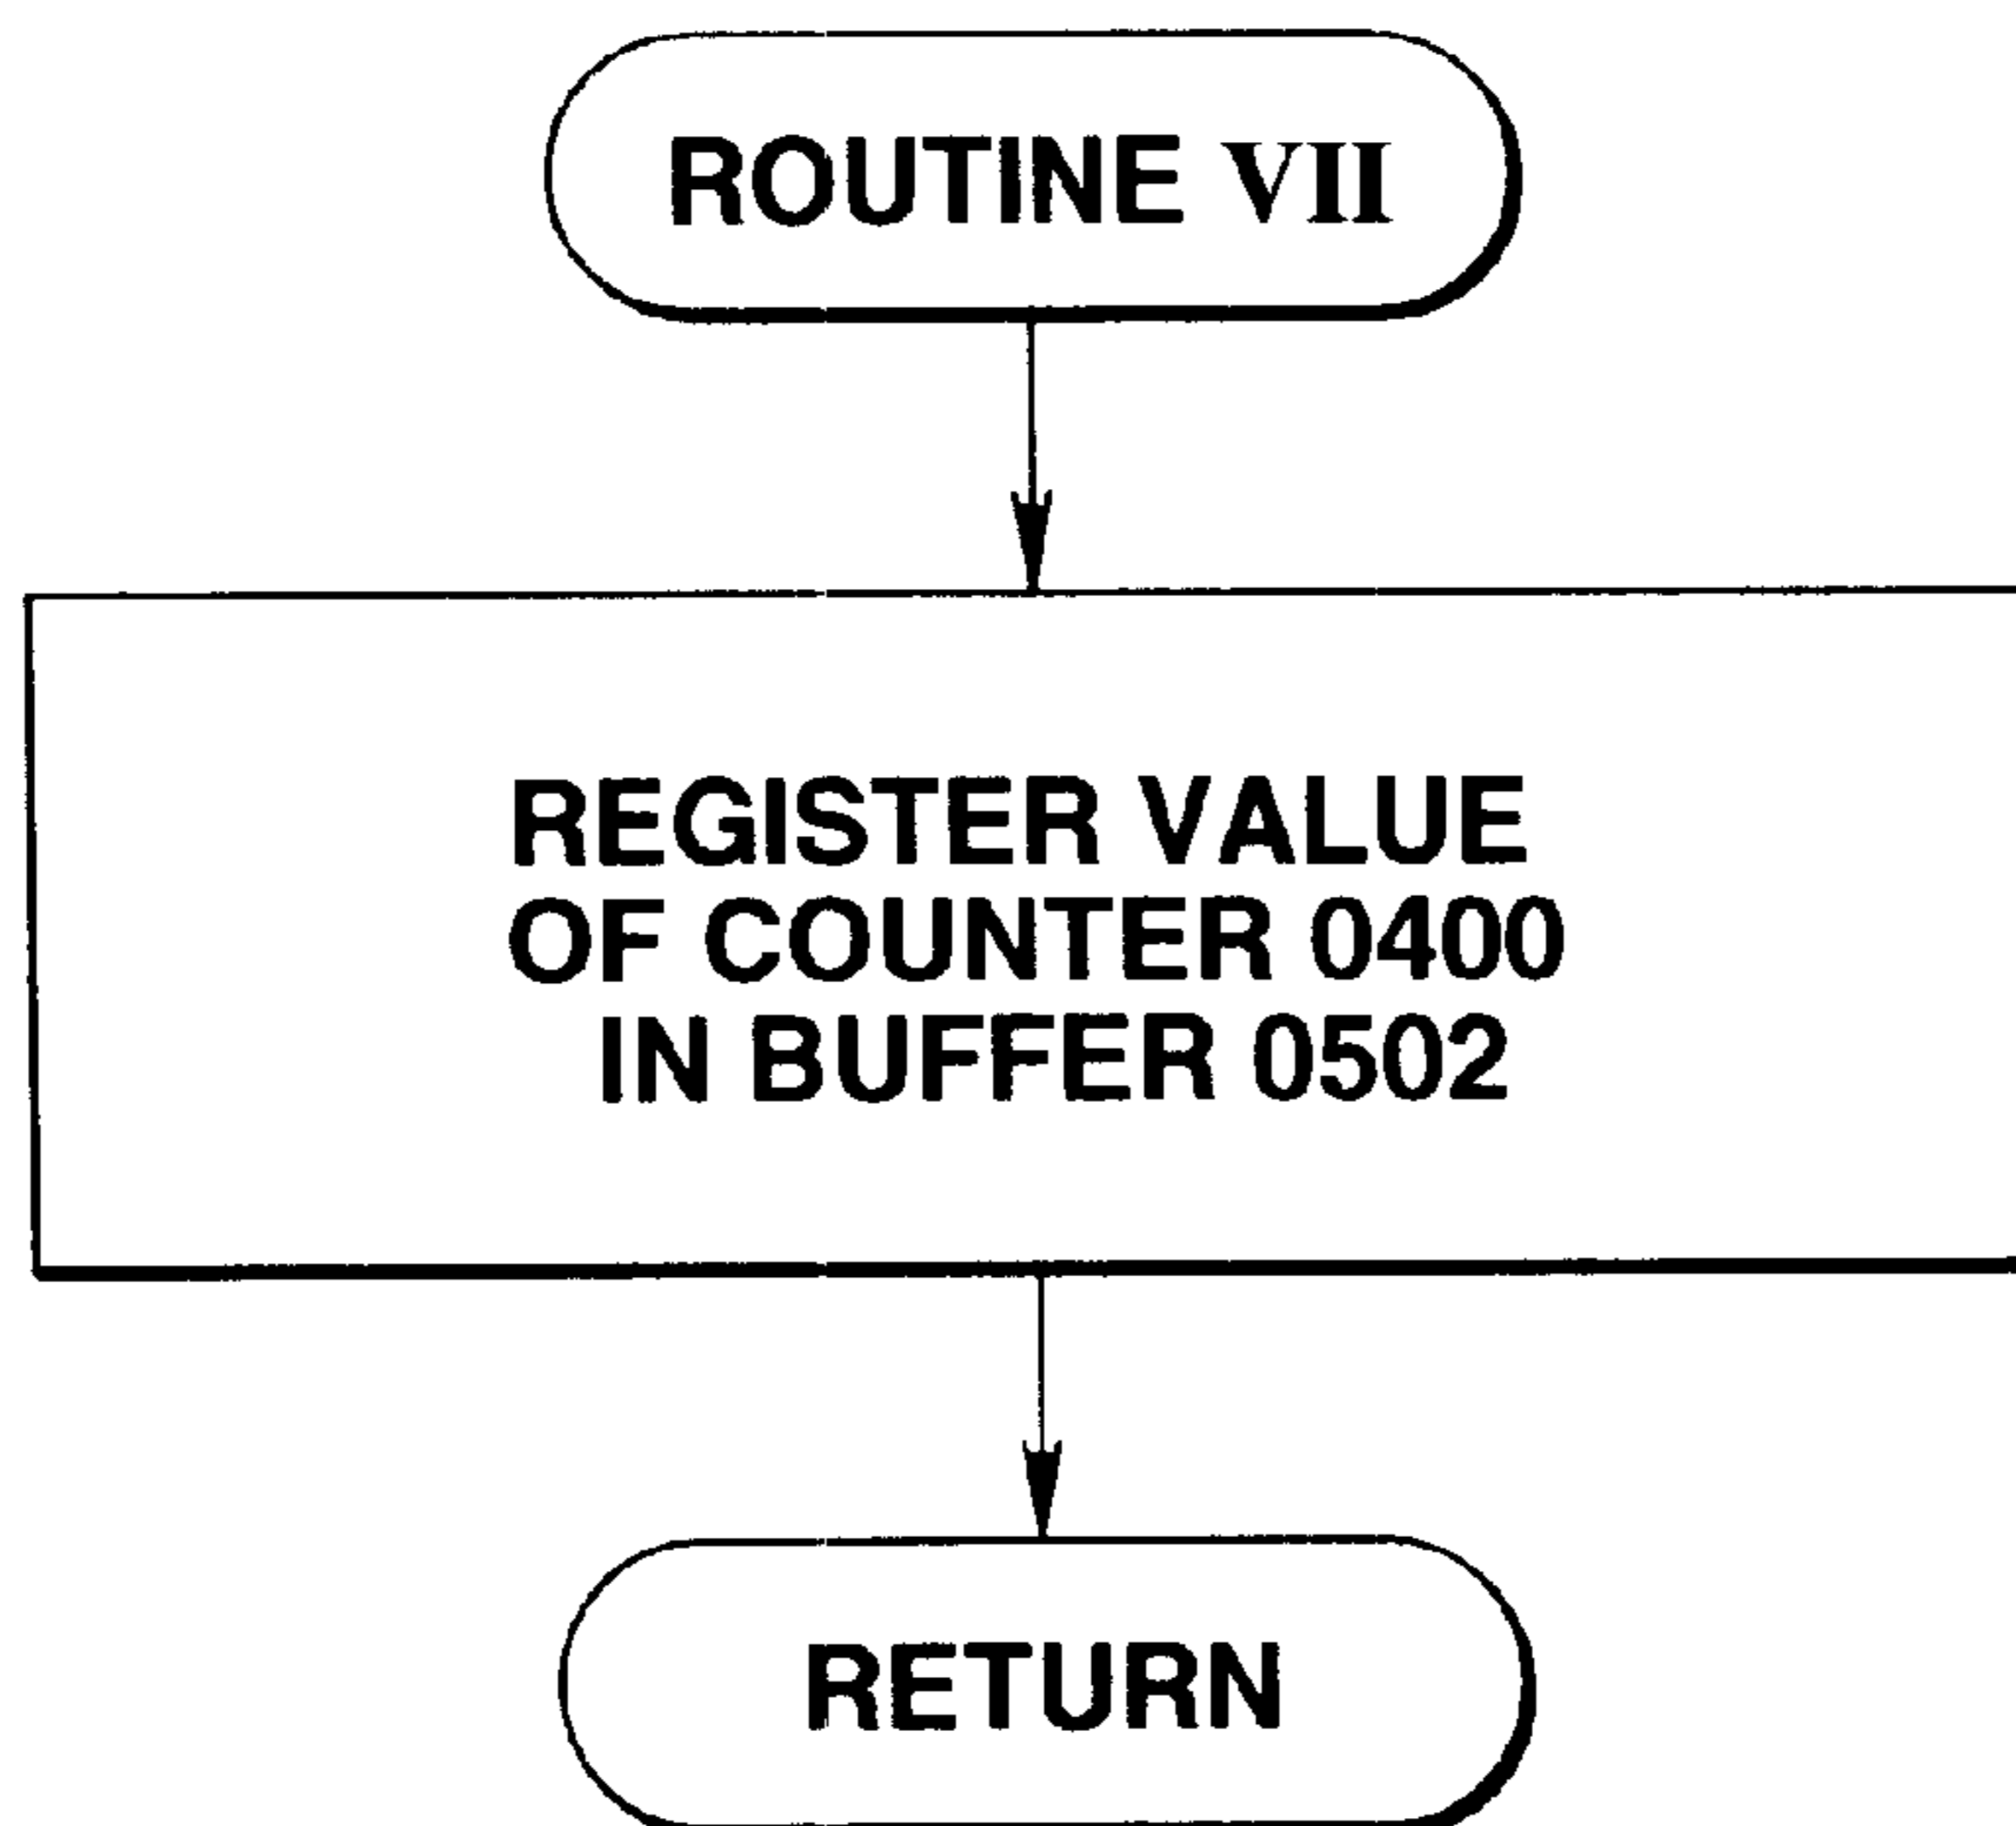 ROUTINE VII
REGISTER VALUE
OF COUNTER 0400
IN BUFFER 0502
RETURN